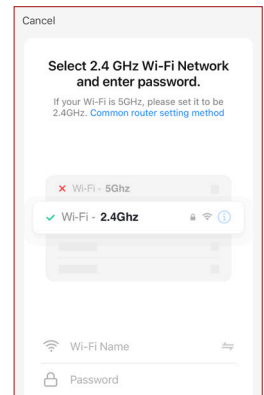 Cancel
Select 2.4 GHz Wi-Fi Network
and enter password.
If your Wi-Fi is 5GHz, please set it to be
2.4GHz. Common router setting method
Wi-Fi - 5Ghz
Wi-Fi - 2.4Ghz
Wi-Fi Name
Password